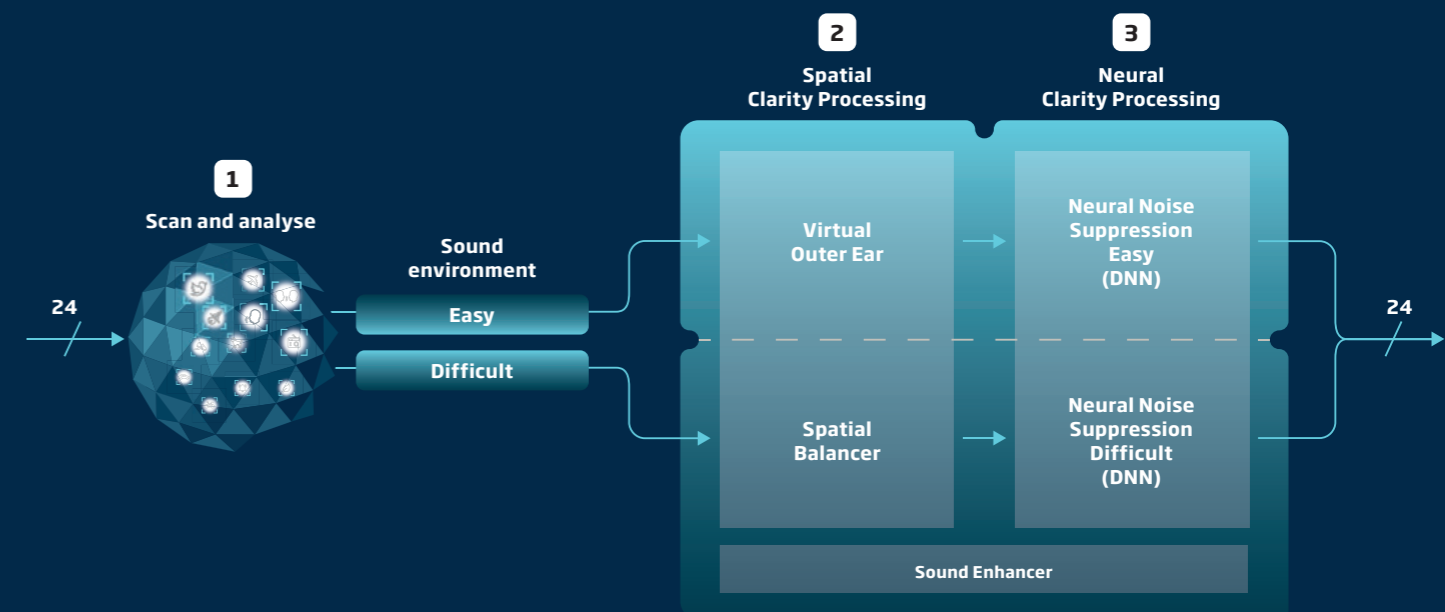 1
Scan and analyse
24
Sound
environment
Easy
Difficult
2
Spatial
Clarity Processing
Virtual
Outer Ear
Spatial
Balancer
3
Neural
Clarity Processing
Neural Noise
Suppression
Easy
(DNN)
Neural Noise
Suppression
Difficult
(DNN)
Sound Enhancer
24